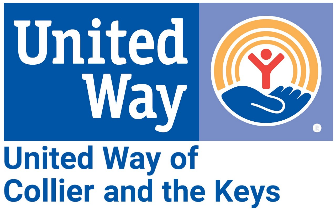 United
Way
®
United Way of
Collier and the Keys